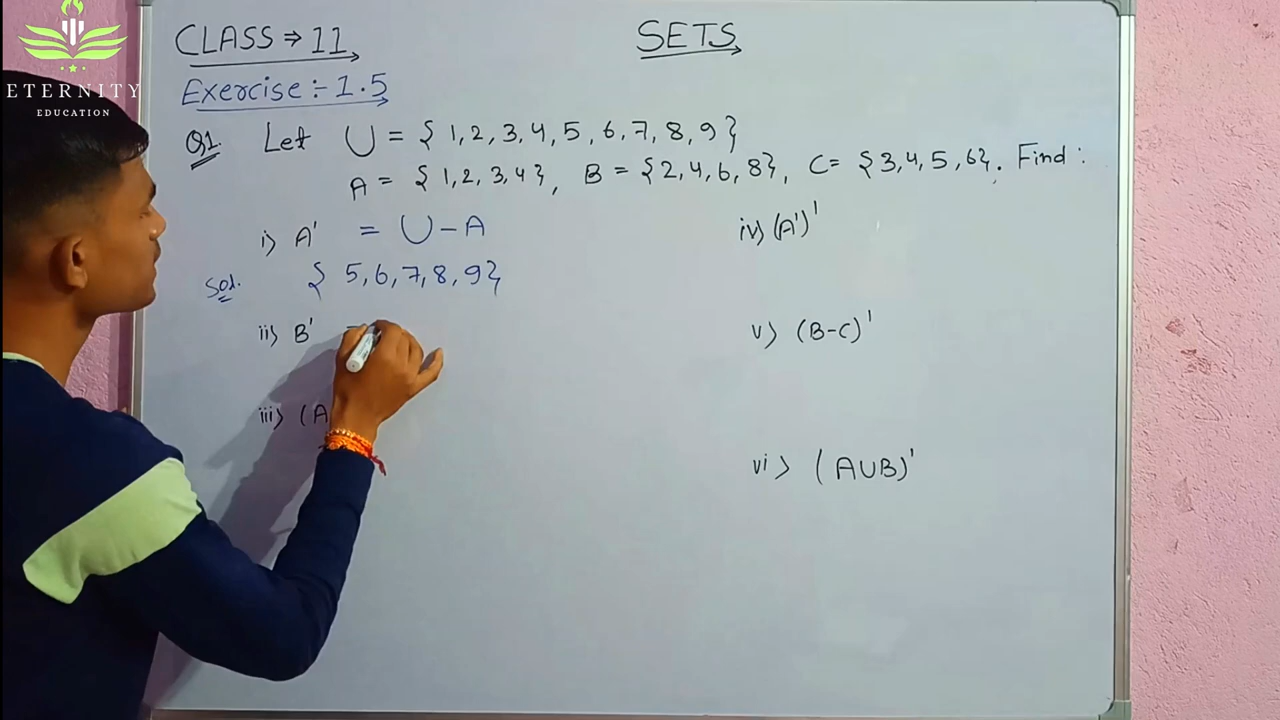 ETERNITY
EDUCATION
CLASS ⇒ 11
SETS
Exercise :- 1.5
Q1. Let U = { 1, 2, 3, 4, 5, 6, 7, 8, 9 }
A = { 1, 2, 3, 4 }, B = { 2, 4, 6, 8 }, C = { 3, 4, 5, 6 }. Find :
i) A' = U - A
Sol. { 5, 6, 7, 8, 9 }
ii) B' =
iii) (A
iv) (A')'
v) (B-C)'
vi) (A∪B)'